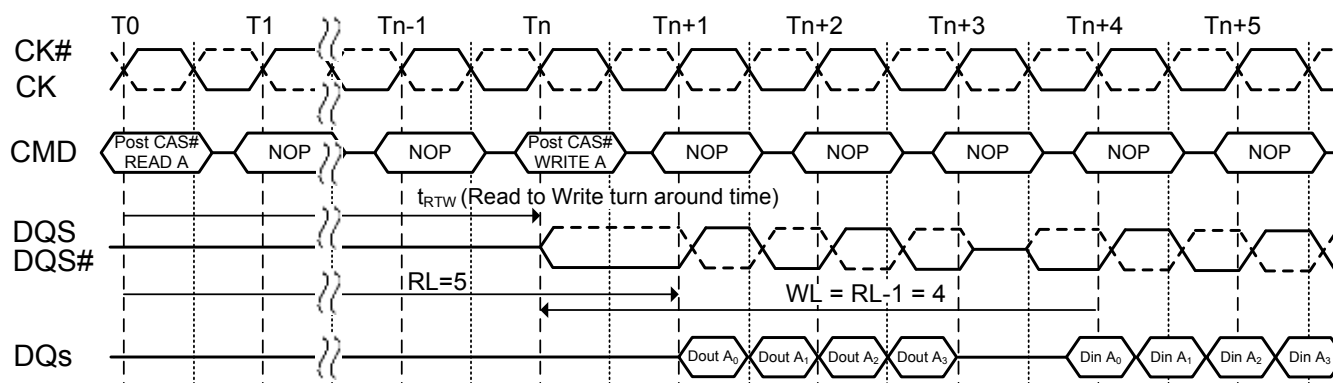 T0 T1 Tn-1 Tn Tn+1 Tn+2 Tn+3 Tn+4 Tn+5
CK#
CK
CMD
Post CAS#
READ A
NOP
NOP
Post CAS#
WRITE A
NOP
NOP
NOP
NOP
NOP
tRTW (Read to Write turn around time)
DQS
DQS#
RL=5
WL = RL-1 = 4
DQs
Dout A0 Dout A1 Dout A2 Dout A3 Din A0 Din A1 Din A2 Din A3